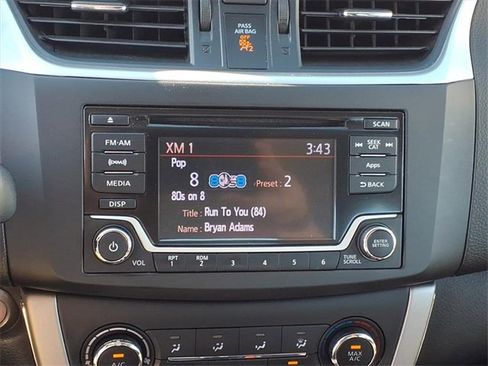 PASS
AIR BAG
OFF
2
SCAN
FM·AM
XM 1 3:43
SEEK
CAT
Pop
((XM))
8 Preset: 2
Apps
MEDIA
80s on 8
BACK
DISP
Title : Run To You (84)
Name : Bryan Adams
ENTER
SETTING
VOL
RPT
1
RDM
2
3
4
5
6
TUNE
SCROLL
A/C
MAX
A/C